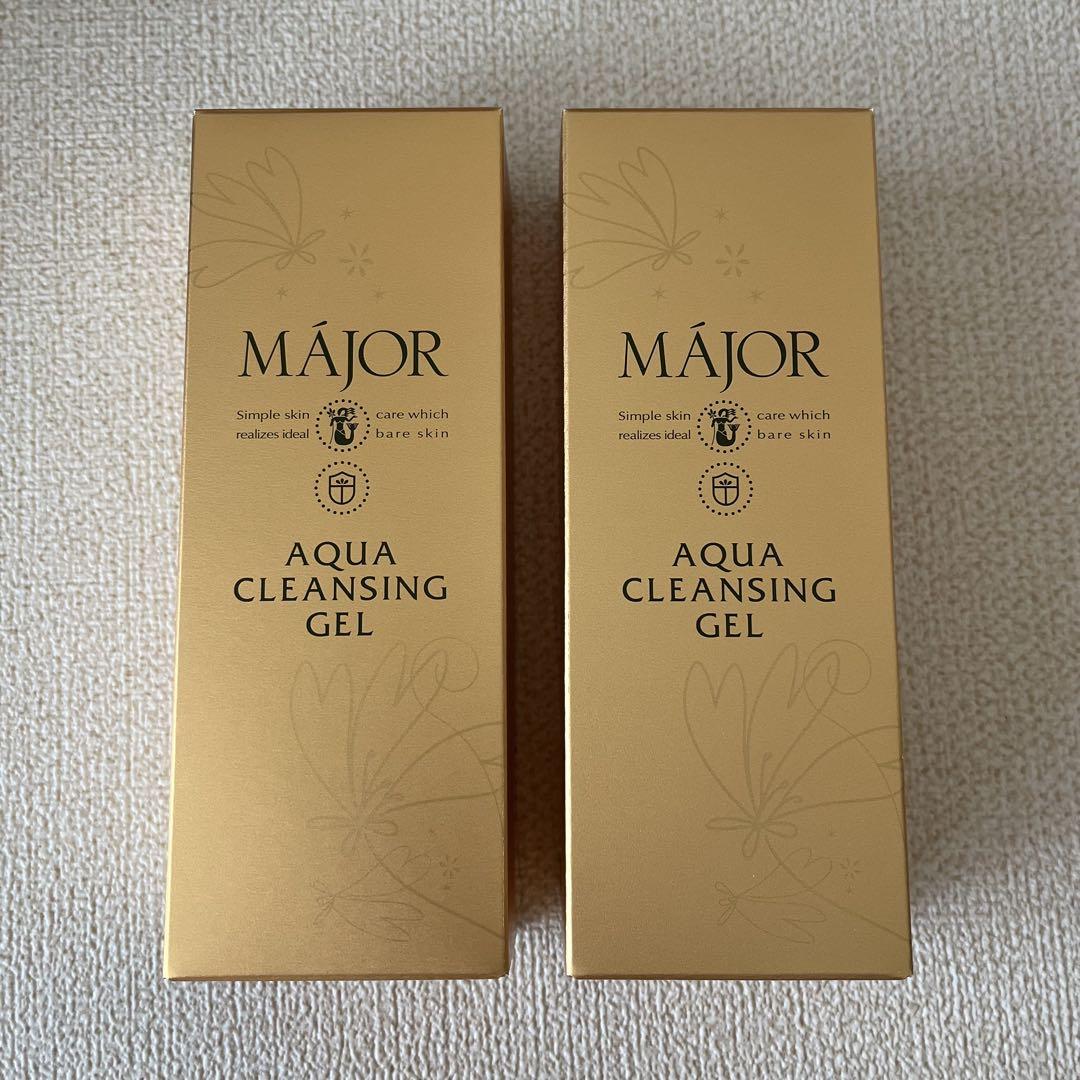 MÁJOR
Simple skin care which
realizes ideal bare skin
AQUA
CLEANSING
GEL
MÁJOR
Simple skin care which
realizes ideal bare skin
AQUA
CLEANSING
GEL